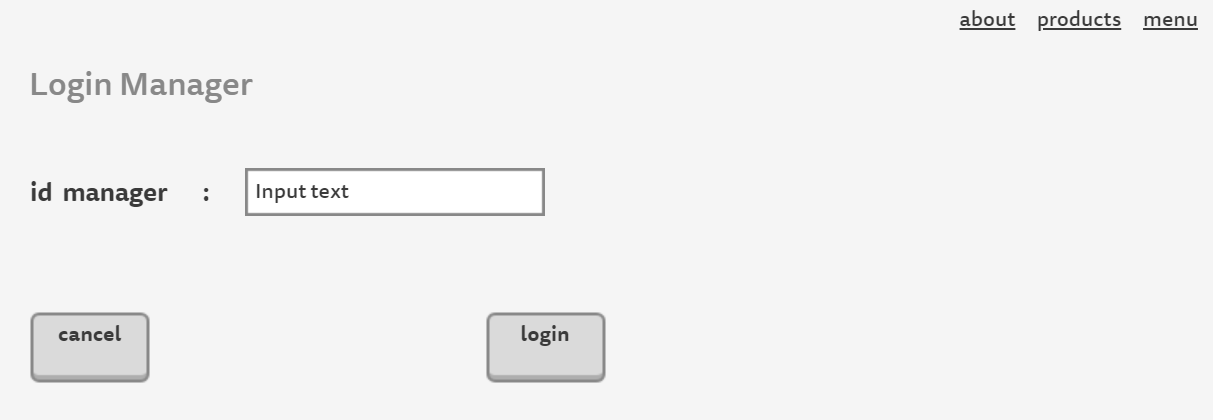 about products menu
Login Manager
id manager : Input text
cancel login